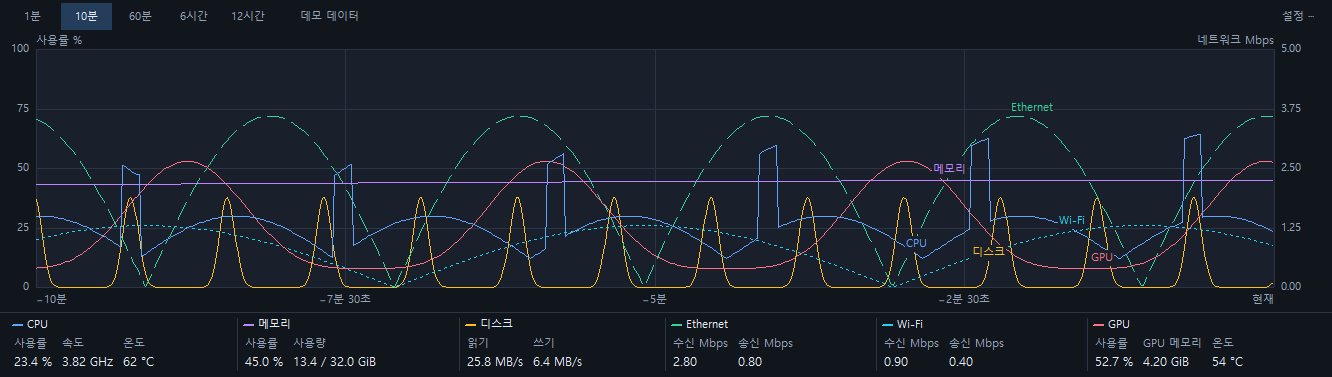 1분 10분 60분 6시간 12시간 데모 데이터 설정 –
사용률 % 네트워크 Mbps
100 5.00
Ethernet
75 3.75
메모리
50 2.50
Wi-Fi
25 1.25
CPU
디스크
GPU
0 0.00
−10분 −7분 30초 −5분 −2분 30초 현재
CPU 메모리 디스크 Ethernet Wi-Fi GPU
사용률 속도 온도 사용률 사용량 읽기 쓰기 수신 Mbps 송신 Mbps 수신 Mbps 송신 Mbps 사용률 GPU 메모리 온도
23.4 % 3.82 GHz 62 °C 45.0 % 13.4 / 32.0 GiB 25.8 MB/s 6.4 MB/s 2.80 0.80 0.90 0.40 52.7 % 4.20 GiB 54 °C